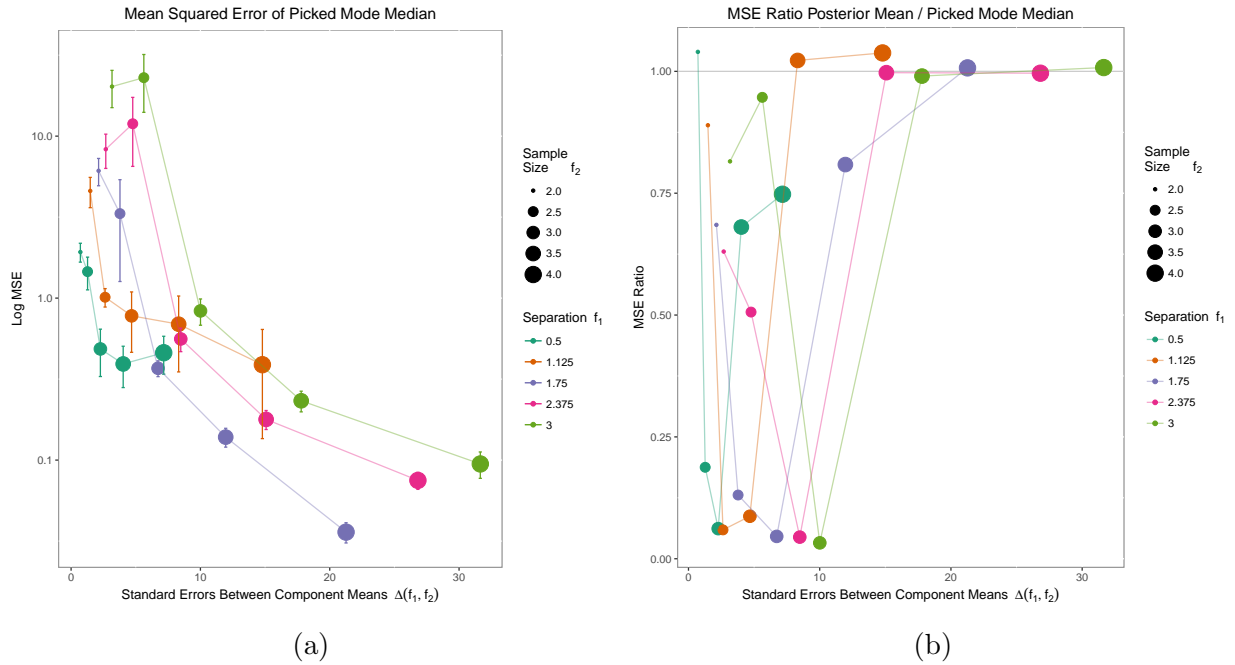 Mean Squared Error of Picked Mode Median
10.0
1.0
0.1
Log MSE
0 10 20 30
Standard Errors Between Component Means Δ(f₁, f₂)
Sample
Size f₂
2.0
2.5
3.0
3.5
4.0
Separation f₁
0.5
1.125
1.75
2.375
3
(a)
MSE Ratio Posterior Mean / Picked Mode Median
1.00
0.75
0.50
0.25
0.00
MSE Ratio
0 10 20 30
Standard Errors Between Component Means Δ(f₁, f₂)
Sample
Size f₂
2.0
2.5
3.0
3.5
4.0
Separation f₁
0.5
1.125
1.75
2.375
3
(b)